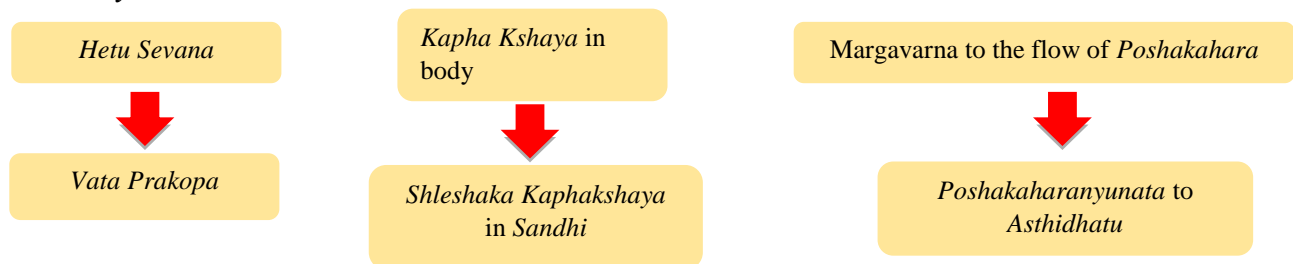 Hetu Sevana
Vata Prakopa
Kapha Kshaya in
body
Shleshaka Kaphakshaya
in Sandhi
Margavarna to the flow of Poshakahara
Poshakaharanyunata to
Asthidhatu